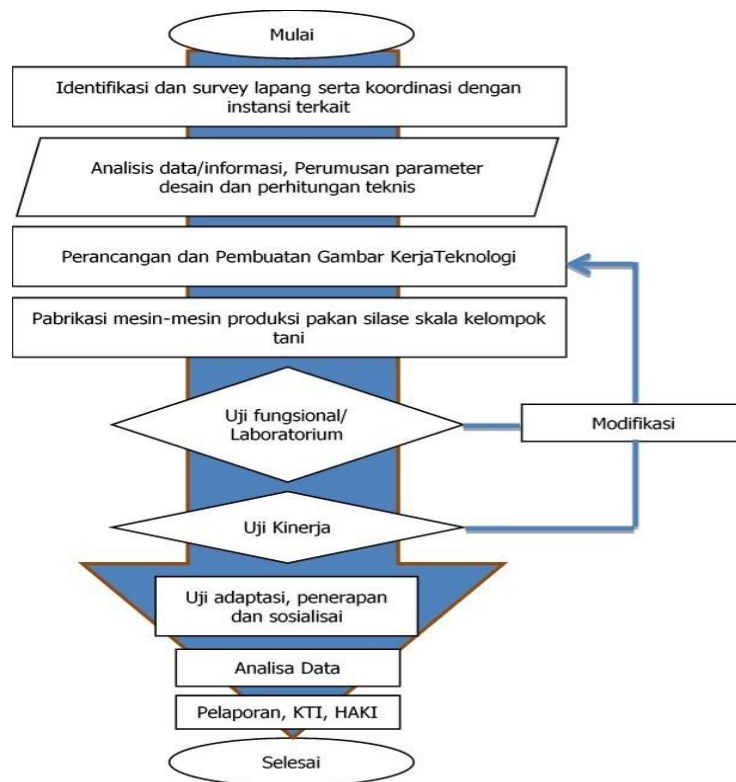 Mulai
Identifikasi dan survey lapang serta koordinasi dengan
instansi terkait
Analisis data/informasi, Perumusan parameter
desain dan perhitungan teknis
Perancangan dan Pembuatan Gambar KerjaTeknologi
Pabrikasi mesin-mesin produksi pakan silase skala kelompok
tani
Uji fungsional/
Laboratorium
Modifikasi
Uji Kinerja
Uji adaptasi, penerapan
dan sosialisai
Analisa Data
Pelaporan, KTI, HAKI
Selesai